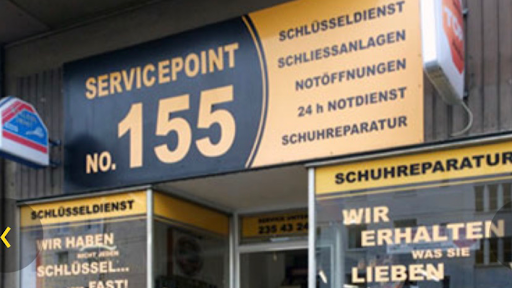 SERVICEPOINT
NO. 155
SCHLÜSSELDIENST
SCHLIESSANLAGEN
NOTÖFFNUNGEN
24 h NOTDIENST
SCHUHREPARATUR
SCHLÜSSELDIENST
WIR HABEN
NICHT JEDEN
SCHLÜSSEL...
FAST!
235 43 24
SCHUHREPARATUR
WIR
ERHALTEN
WAS SIE
LIEBEN